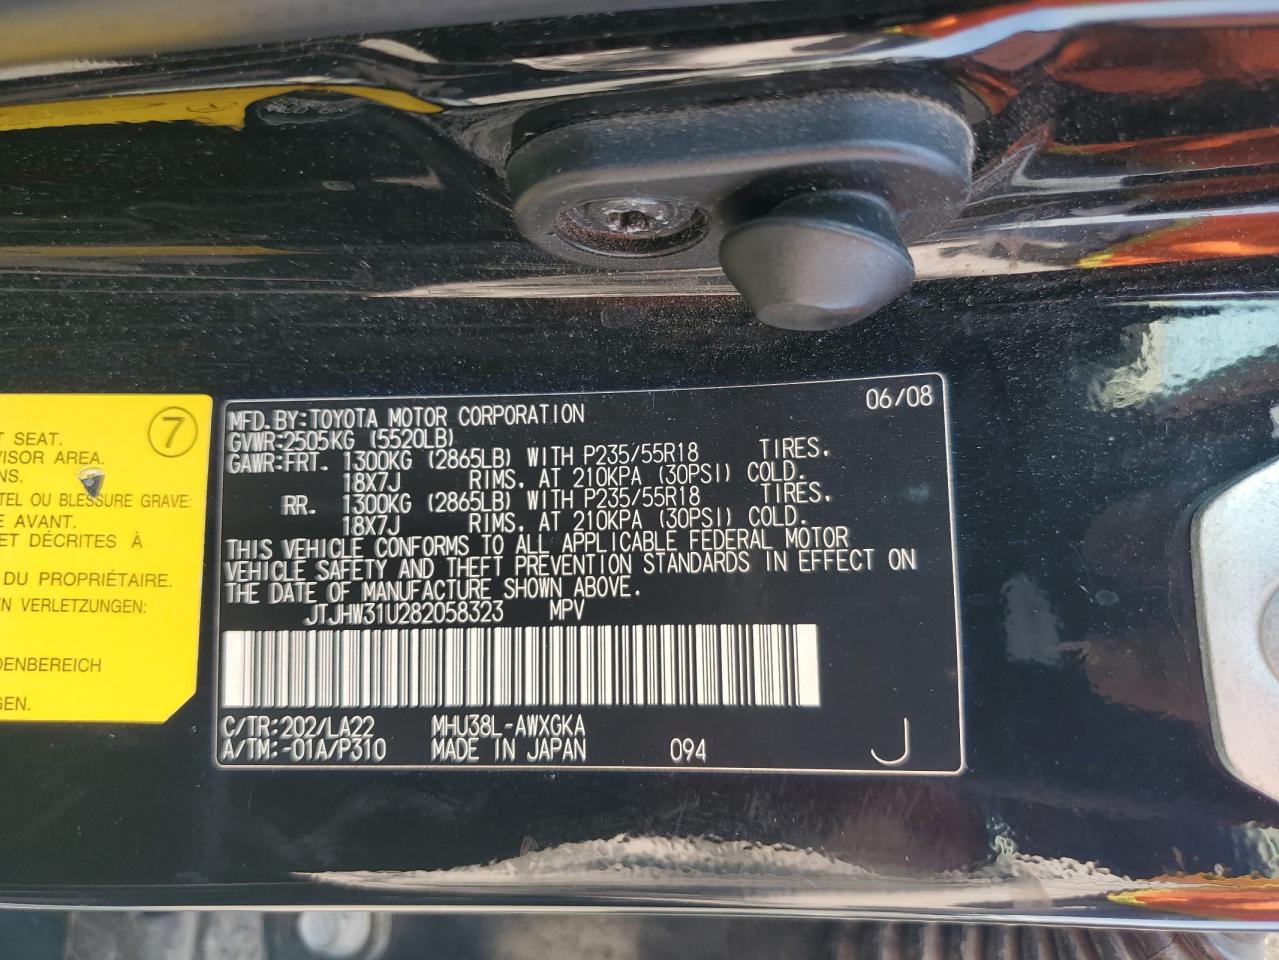 7
T SEAT.
VISOR AREA.
NS.
TEL OU BLESSURE GRAVE:
E AVANT.
ET DÉCRITES À
DU PROPRIÉTAIRE.
EN VERLETZUNGEN:
DENBEREICH
GEN.
06/08
MFD. BY:TOYOTA MOTOR CORPORATION
GVWR:2505KG (5520LB)
GAWR:FRT. 1300KG (2865LB) WITH P235/55R18 TIRES.
18X7J RIMS. AT 210KPA (30PSI) COLD.
RR. 1300KG (2865LB) WITH P235/55R18 TIRES.
18X7J RIMS. AT 210KPA (30PSI) COLD.
THIS VEHICLE CONFORMS TO ALL APPLICABLE FEDERAL MOTOR
VEHICLE SAFETY AND THEFT PREVENTION STANDARDS IN EFFECT ON
THE DATE OF MANUFACTURE SHOWN ABOVE.
JTJHW31U282058323 MPV
C/TR:202/LA22 MHU38L-AWXGKA
A/TM:-01A/P310 MADE IN JAPAN 094 J